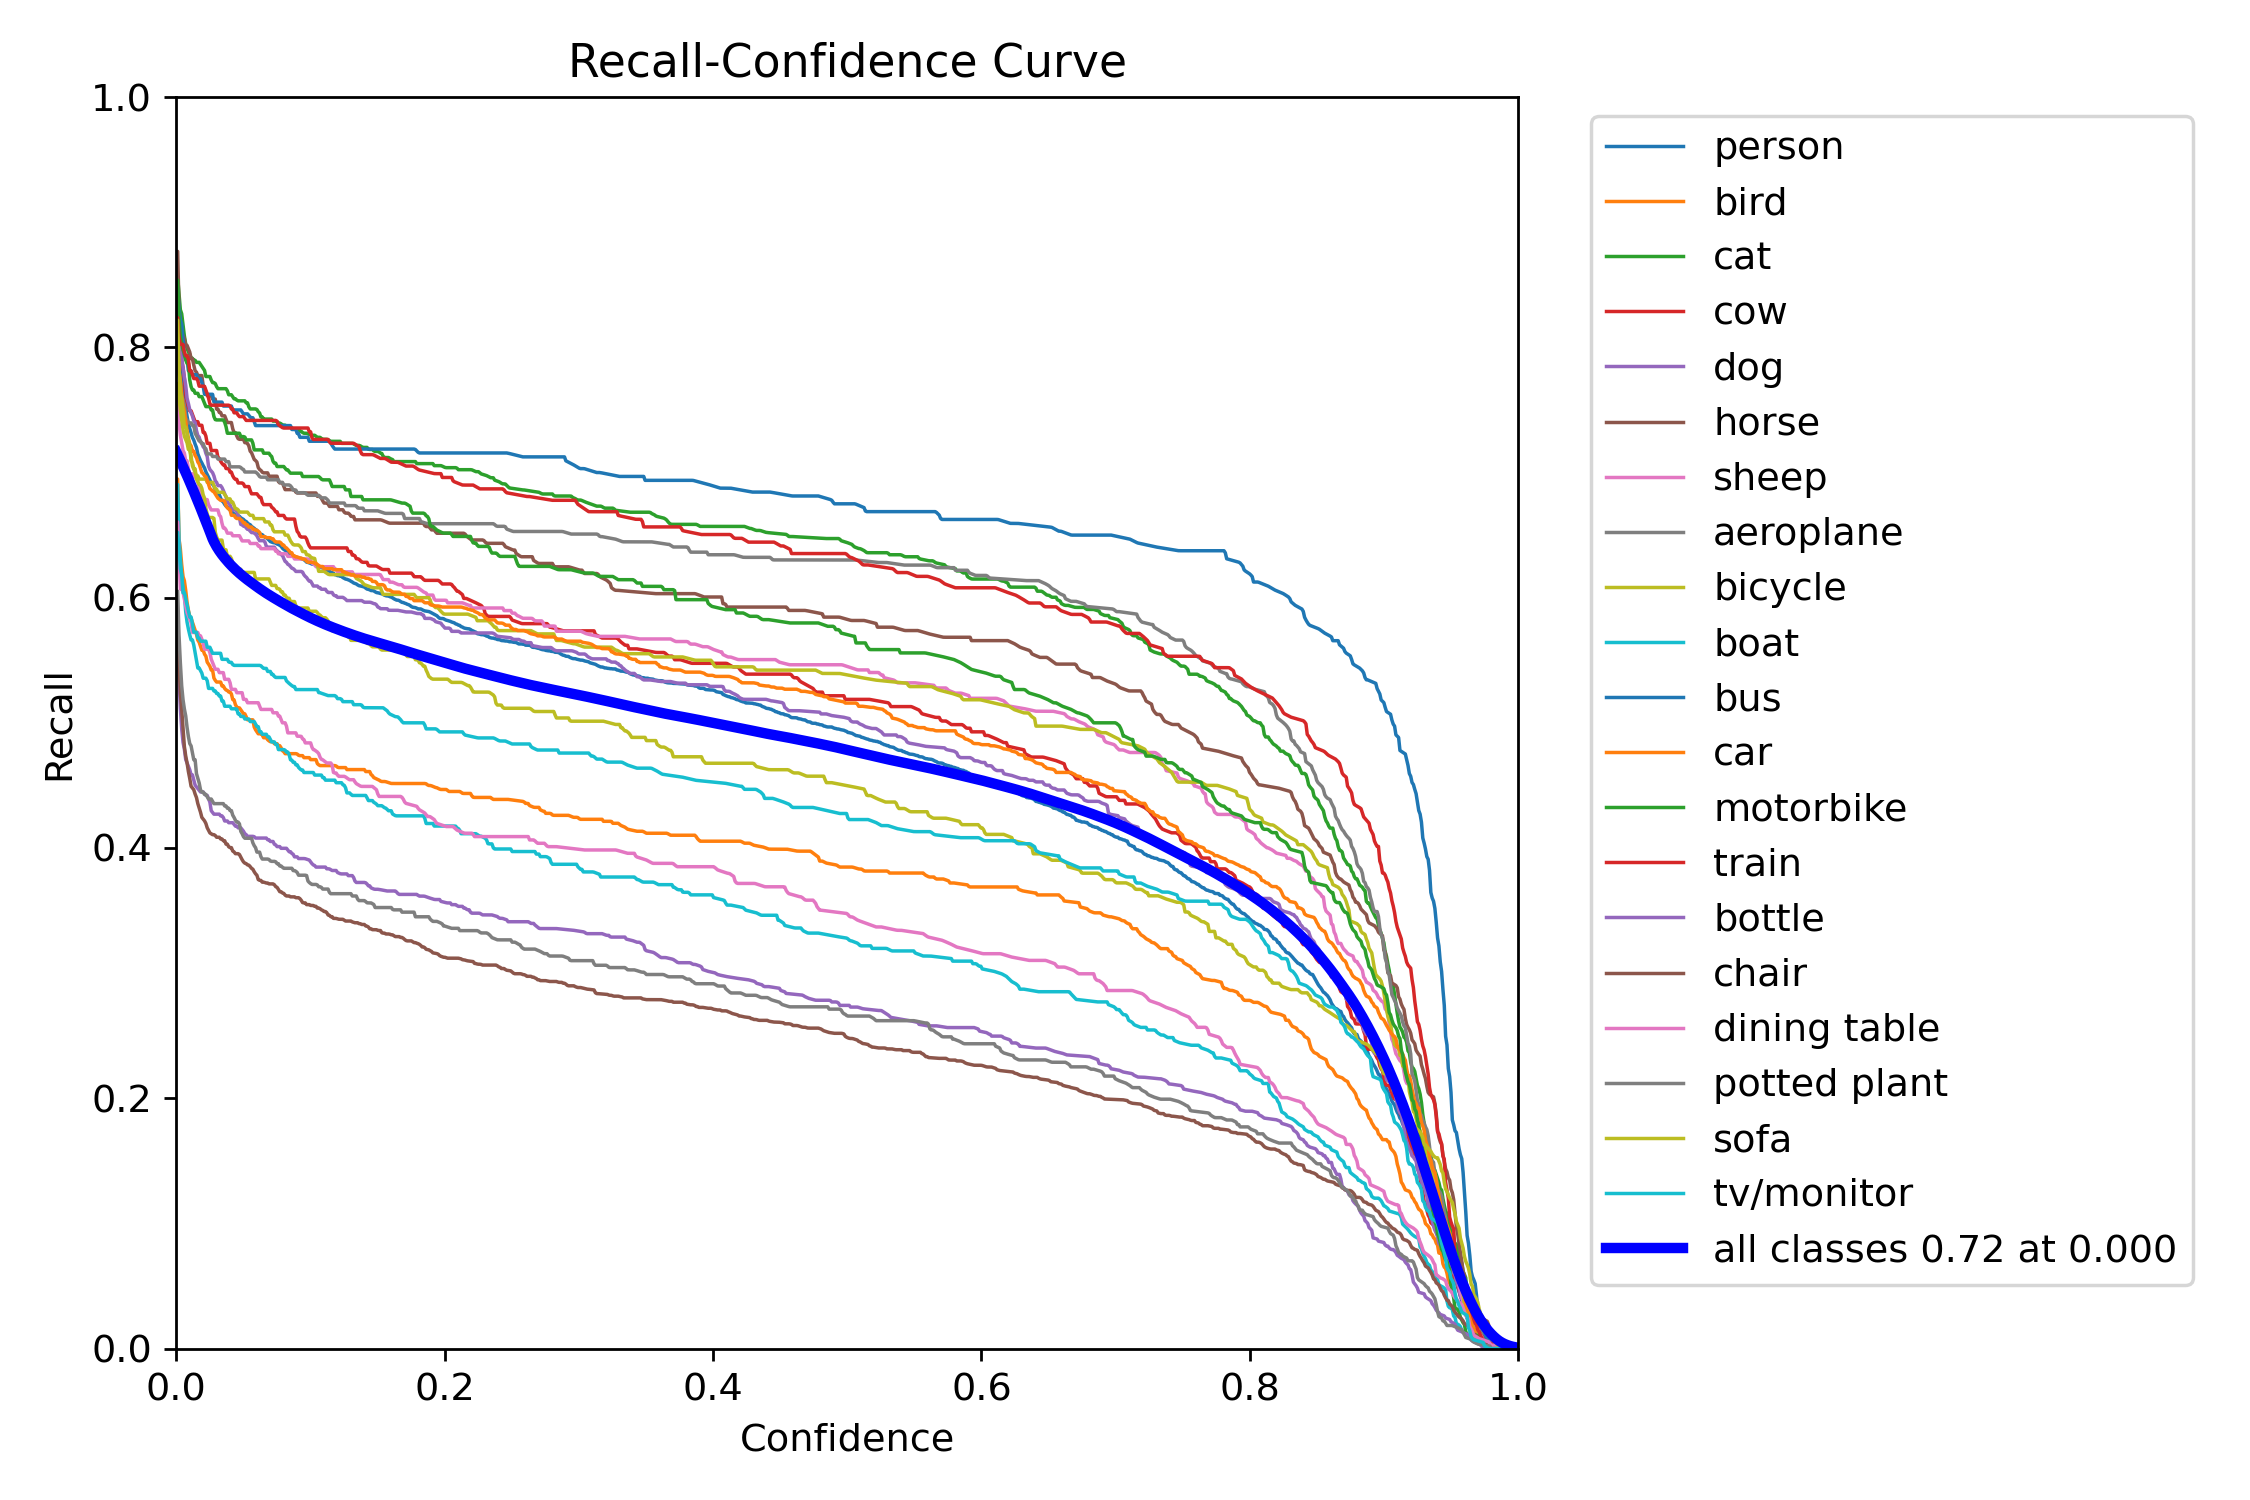 Recall-Confidence Curve
1.0
0.8
0.6
0.4
0.2
0.0
Recall
0.0 0.2 0.4 0.6 0.8 1.0
Confidence
person
bird
cat
cow
dog
horse
sheep
aeroplane
bicycle
boat
bus
car
motorbike
train
bottle
chair
dining table
potted plant
sofa
tv/monitor
all classes 0.72 at 0.000